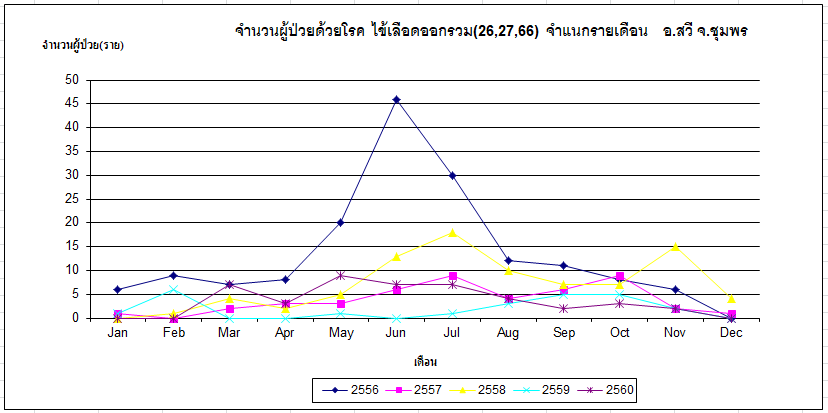 จำนวนผู้ป่วยด้วยโรค ไข้เลือดออกรวม(26,27,66) จำแนกรายเดือน อ.สวี จ.ชุมพร
จำนวนผู้ป่วย(ราย)
50
45
40
35
30
25
20
15
10
5
0
Jan Feb Mar Apr May Jun Jul Aug Sep Oct Nov Dec
เดือน
2556 2557 2558 2559 2560